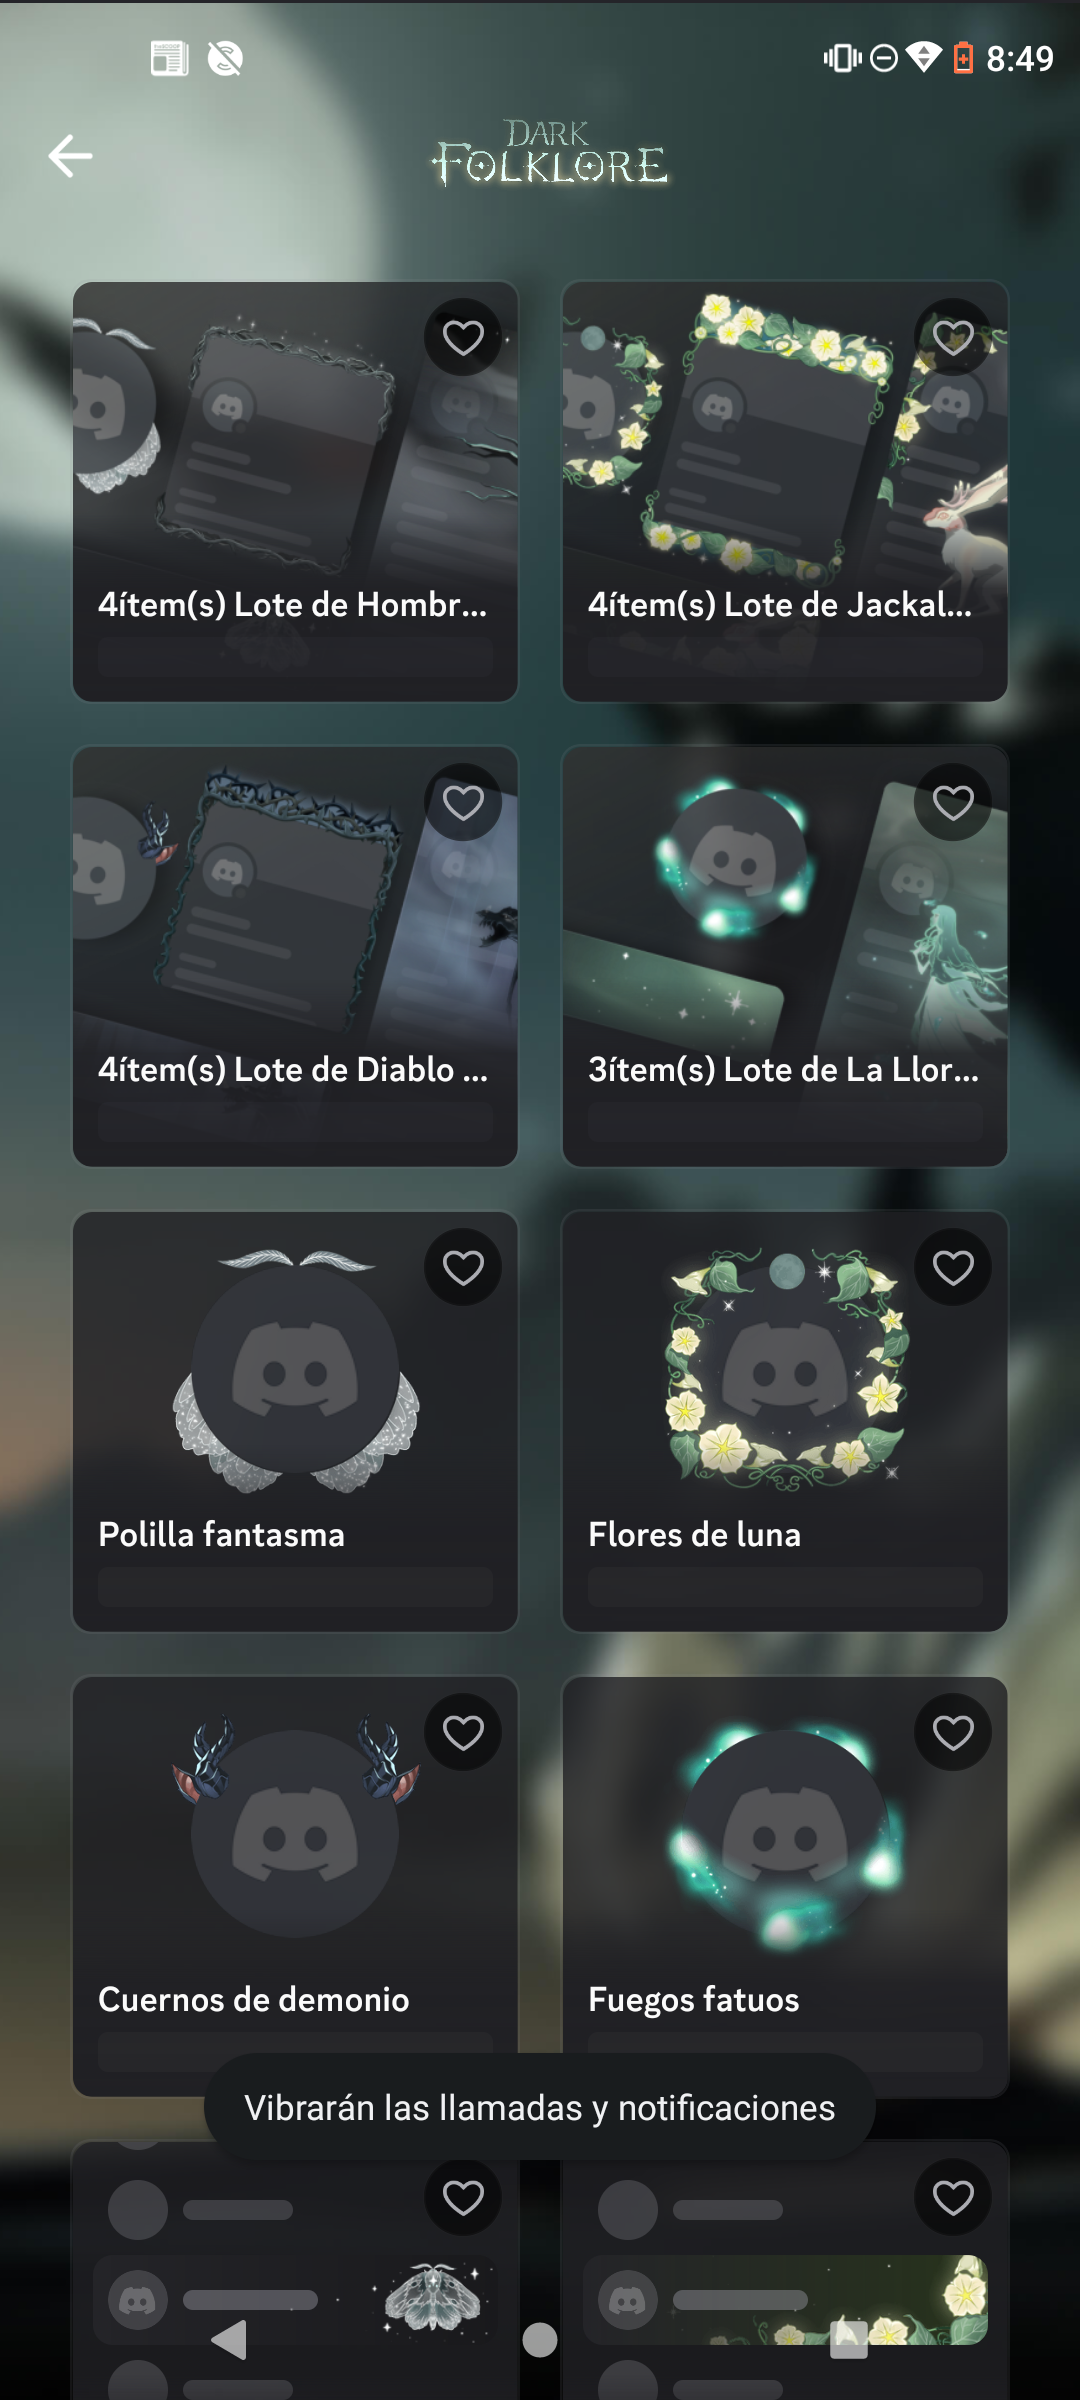 8:49
DARK
FOLKLORE
4ítem(s) Lote de Hombr...
4ítem(s) Lote de Jackal...
4ítem(s) Lote de Diablo ...
3ítem(s) Lote de La Llor...
Polilla fantasma
Flores de luna
Cuernos de demonio
Fuegos fatuos
Vibrarán las llamadas y notificaciones